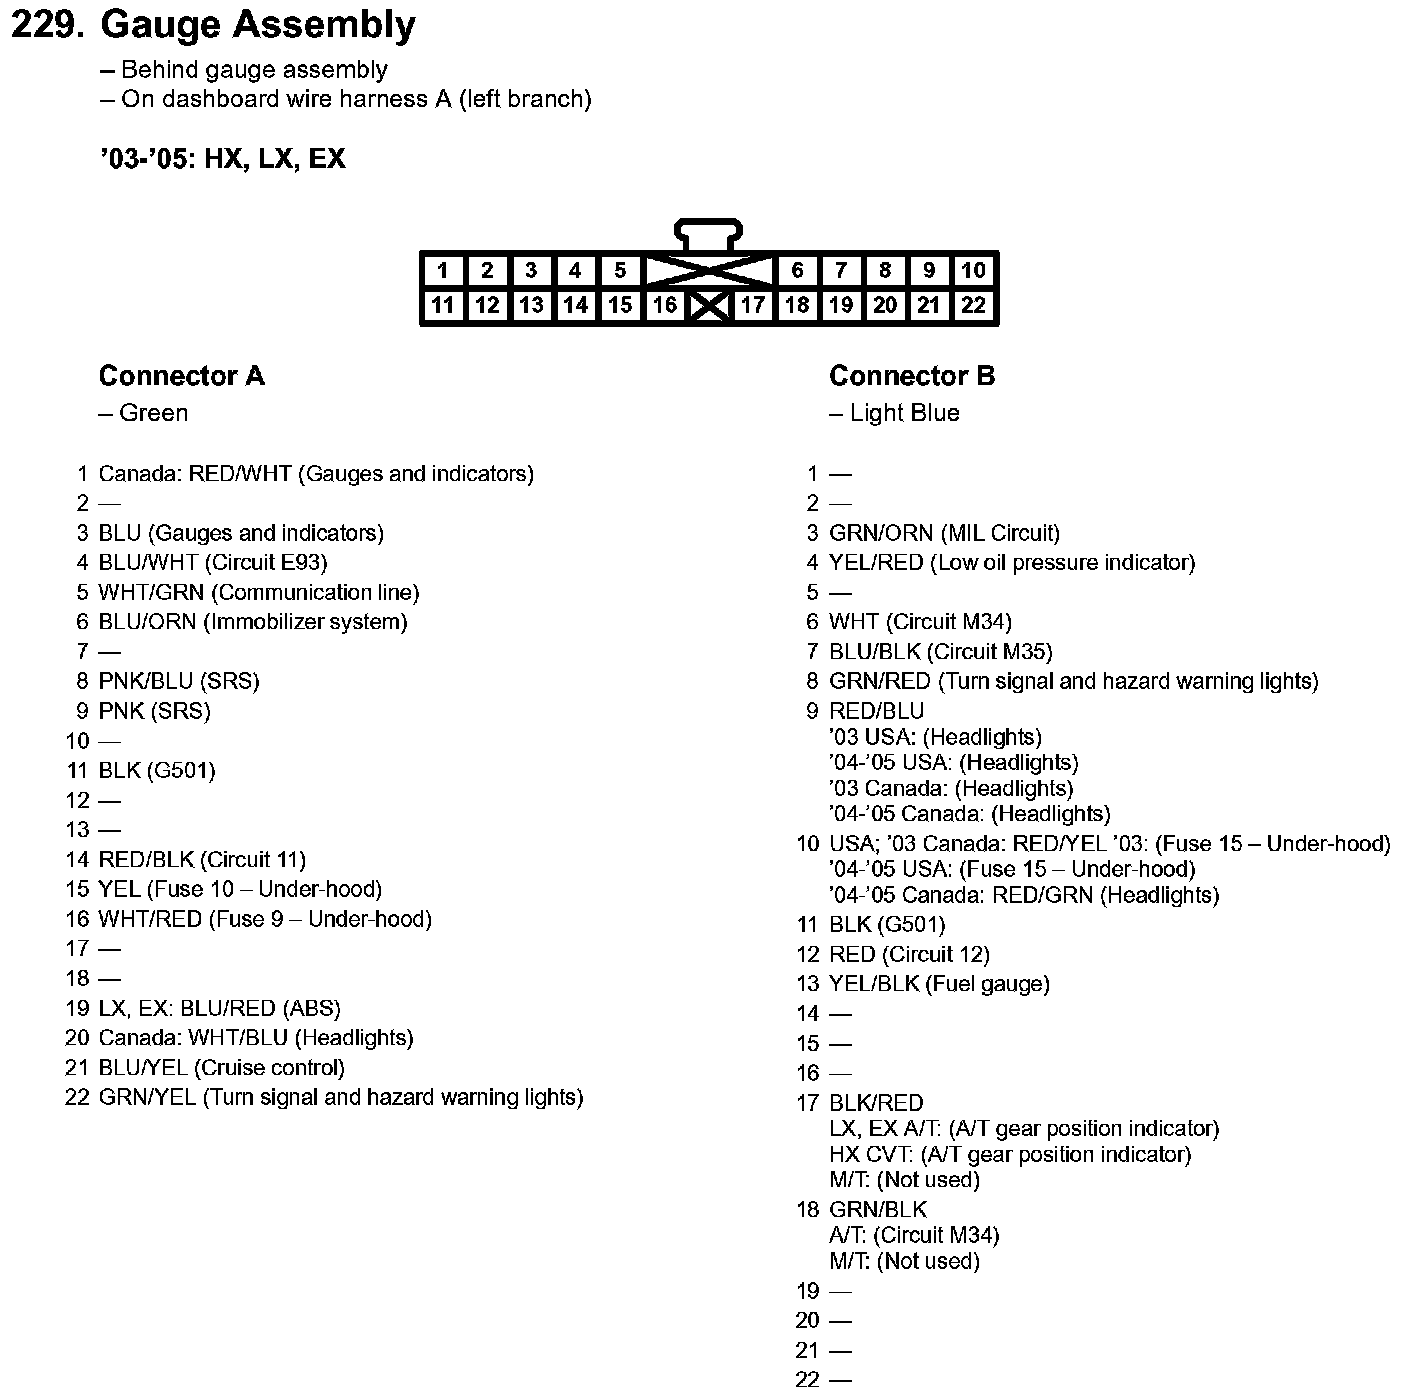 229. Gauge Assembly
– Behind gauge assembly
– On dashboard wire harness A (left branch)
’03-’05: HX, LX, EX
1 2 3 4 5 6 7 8 9 10
11 12 13 14 15 16 17 18 19 20 21 22
Connector A
– Green
1 Canada: RED/WHT (Gauges and indicators)
2 —
3 BLU (Gauges and indicators)
4 BLU/WHT (Circuit E93)
5 WHT/GRN (Communication line)
6 BLU/ORN (Immobilizer system)
7 —
8 PNK/BLU (SRS)
9 PNK (SRS)
10 —
11 BLK (G501)
12 —
13 —
14 RED/BLK (Circuit 11)
15 YEL (Fuse 10 – Under-hood)
16 WHT/RED (Fuse 9 – Under-hood)
17 —
18 —
19 LX, EX: BLU/RED (ABS)
20 Canada: WHT/BLU (Headlights)
21 BLU/YEL (Cruise control)
22 GRN/YEL (Turn signal and hazard warning lights)
Connector B
– Light Blue
1 —
2 —
3 GRN/ORN (MIL Circuit)
4 YEL/RED (Low oil pressure indicator)
5 —
6 WHT (Circuit M34)
7 BLU/BLK (Circuit M35)
8 GRN/RED (Turn signal and hazard warning lights)
9 RED/BLU
’03 USA: (Headlights)
’04-’05 USA: (Headlights)
’03 Canada: (Headlights)
’04-’05 Canada: (Headlights)
10 USA; ’03 Canada: RED/YEL ’03: (Fuse 15 – Under-hood)
’04-’05 USA: (Fuse 15 – Under-hood)
’04-’05 Canada: RED/GRN (Headlights)
11 BLK (G501)
12 RED (Circuit 12)
13 YEL/BLK (Fuel gauge)
14 —
15 —
16 —
17 BLK/RED
LX, EX A/T: (A/T gear position indicator)
HX CVT: (A/T gear position indicator)
M/T: (Not used)
18 GRN/BLK
A/T: (Circuit M34)
M/T: (Not used)
19 —
20 —
21 —
22 —